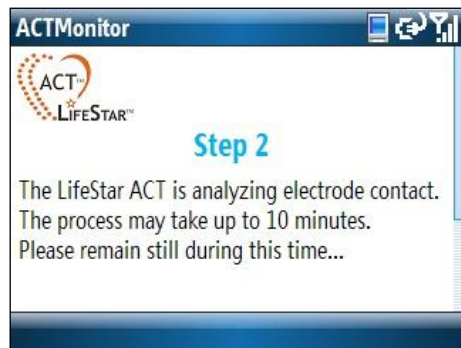 ACTMonitor
ACT™
LIFESTAR™
Step 2
The LifeStar ACT is analyzing electrode contact.
The process may take up to 10 minutes.
Please remain still during this time...